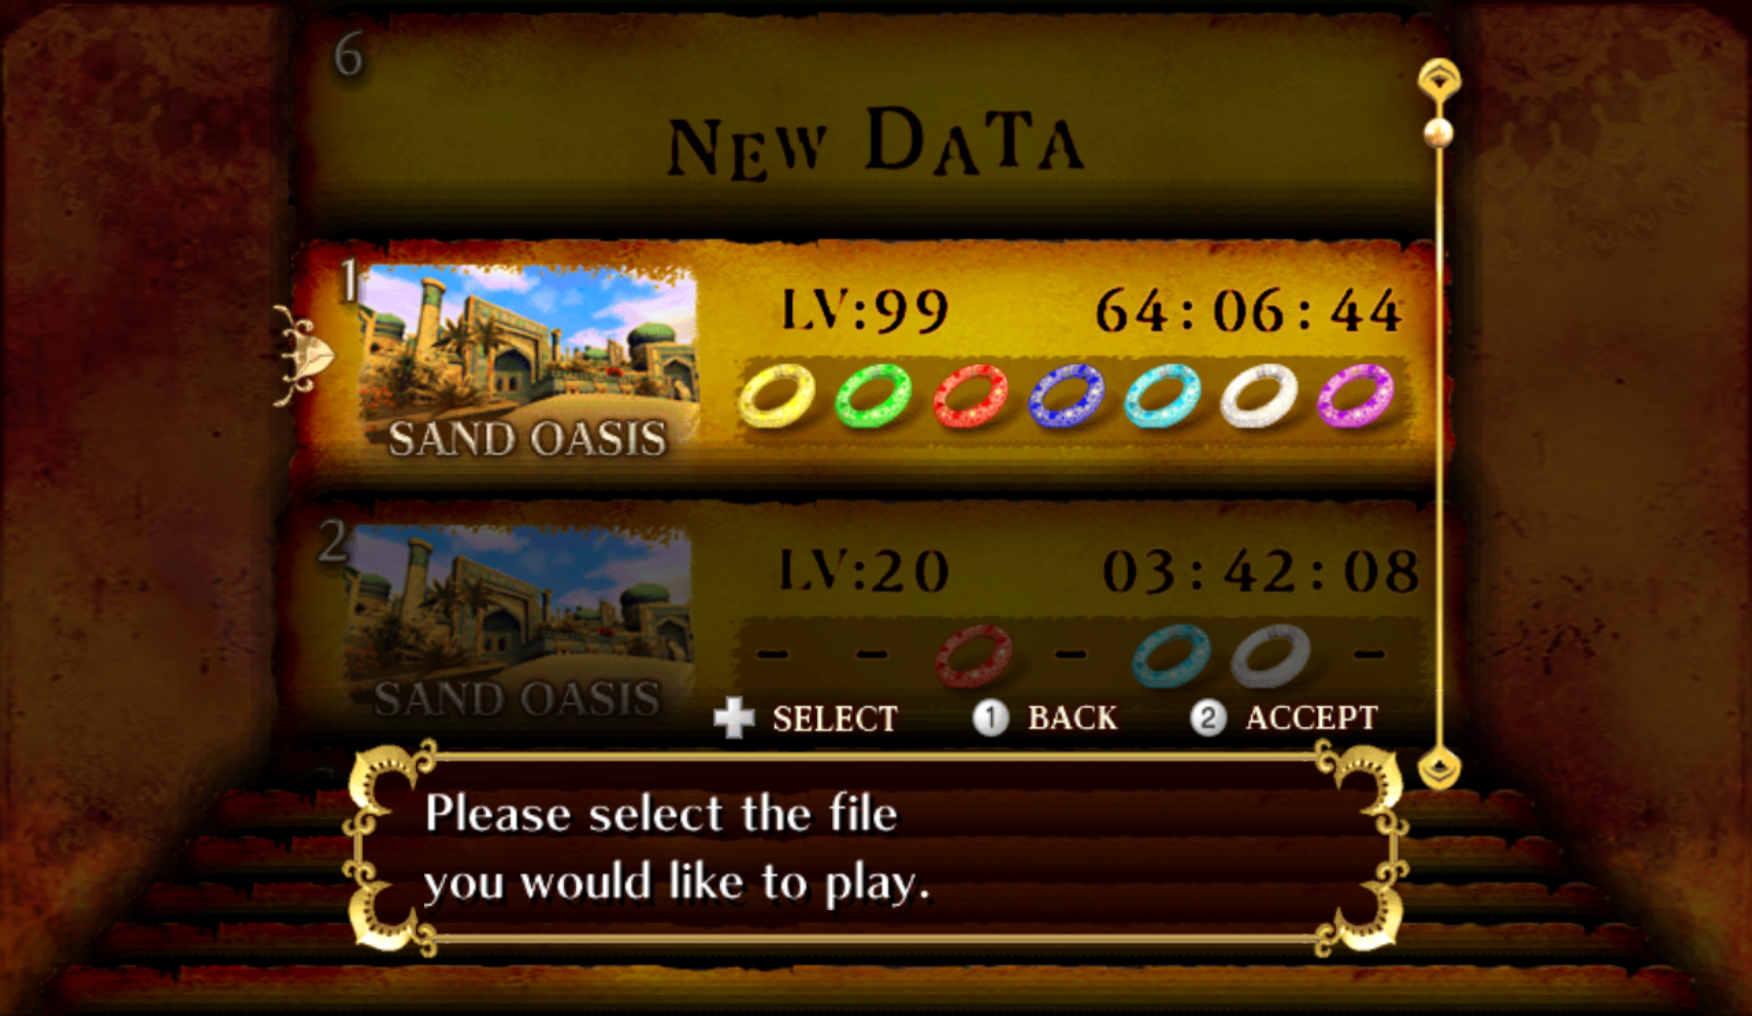 6
NEW DATA
1
LV:99 64:06:44
SAND OASIS
2
LV:20 03:42:08
- - - -
SAND OASIS
SELECT 1 BACK 2 ACCEPT
Please select the file
you would like to play.